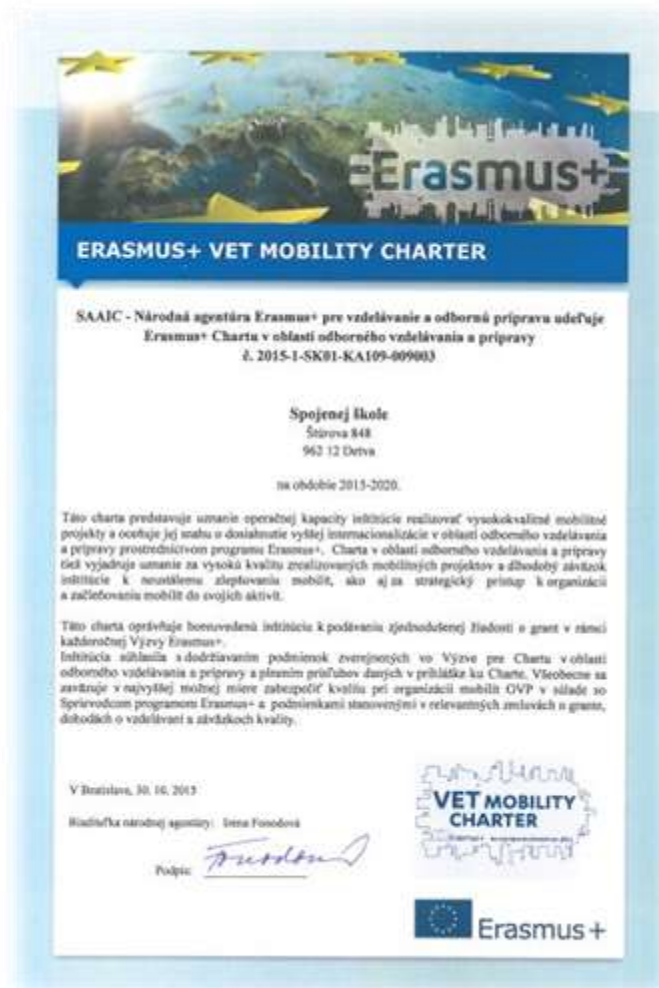 Erasmus+
ERASMUS+ VET MOBILITY CHARTER
SAAIC - Národná agentúra Erasmus+ pre vzdelávanie a odbornú prípravu udeľuje
Erasmus+ Chartu v oblasti odborného vzdelávania a prípravy
č. 2015-1-SK01-KA109-009003
Spojenej škole
Štúrova 848
962 12 Detva
na obdobie 2015-2020.
Táto charta predstavuje uznanie operačnej kapacity inštitúcie realizovať vysokokvalitné mobilitné
projekty a oceňuje jej snahu o dosiahnutie vyššej internacionalizácie v oblasti odborného vzdelávania
a prípravy prostredníctvom programu Erasmus+. Charta v oblasti odborného vzdelávania a prípravy
tiež vyjadruje uznanie za vysokú kvalitu zrealizovaných mobilitných projektov a dlhodobý záväzok
inštitúcie k neustálemu zlepšovaniu mobilít, ako aj za strategický prístup k organizácii
a začleňovaniu mobilít do svojich aktivít.
Táto charta oprávňuje horeuvedenú inštitúciu k podávaniu zjednodušenej žiadosti o grant v rámci
každoročnej Výzvy Erasmus+.
Inštitúcia súhlasila s dodržiavaním podmienok zverejnených vo Výzve pre Chartu v oblasti
odborného vzdelávania a prípravy a plnením prísľubov daných v prihláške ku Charte. Všeobecne sa
zaväzuje v najvyššej možnej miere zabezpečiť kvalitu pri organizácii mobilít OVP v súlade so
Sprievodcom programom Erasmus+ a podmienkami stanovenými v relevantných zmluvách o grante,
dohodách o vzdelávaní a záväzkoch kvality.
V Bratislave, 30. 10. 2015
Riaditeľka národnej agentúry: Irena Fonodová
Podpis:
VET MOBILITY
CHARTER
Erasmus+